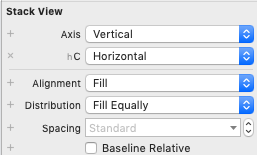 Stack View
+ Axis Vertical
× hC Horizontal
+ Alignment Fill
+ Distribution Fill Equally
+ Spacing Standard
+ Baseline Relative